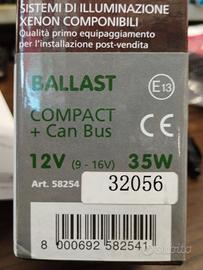 SISTEMI DI ILLUMINAZIONE
XENON COMPONIBILI
Qualità primo equipaggiamento
per l'installazione post-vendita
BALLAST
E13
COMPACT
+ Can Bus
CE
12V (9 - 16V) 35W
Art. 58254
32056
8 000692 582541
subito